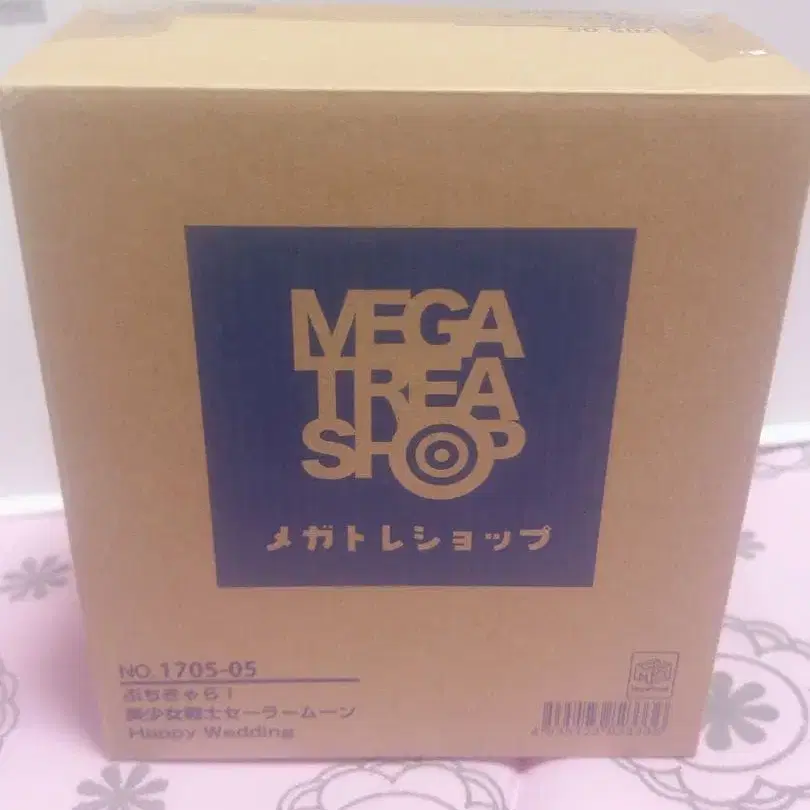 MEGA
TREA
SHOP
メガトレショップ
NO.1705-05
ぷちきゃら!
美少女戦士セーラームーン
Happy Wedding